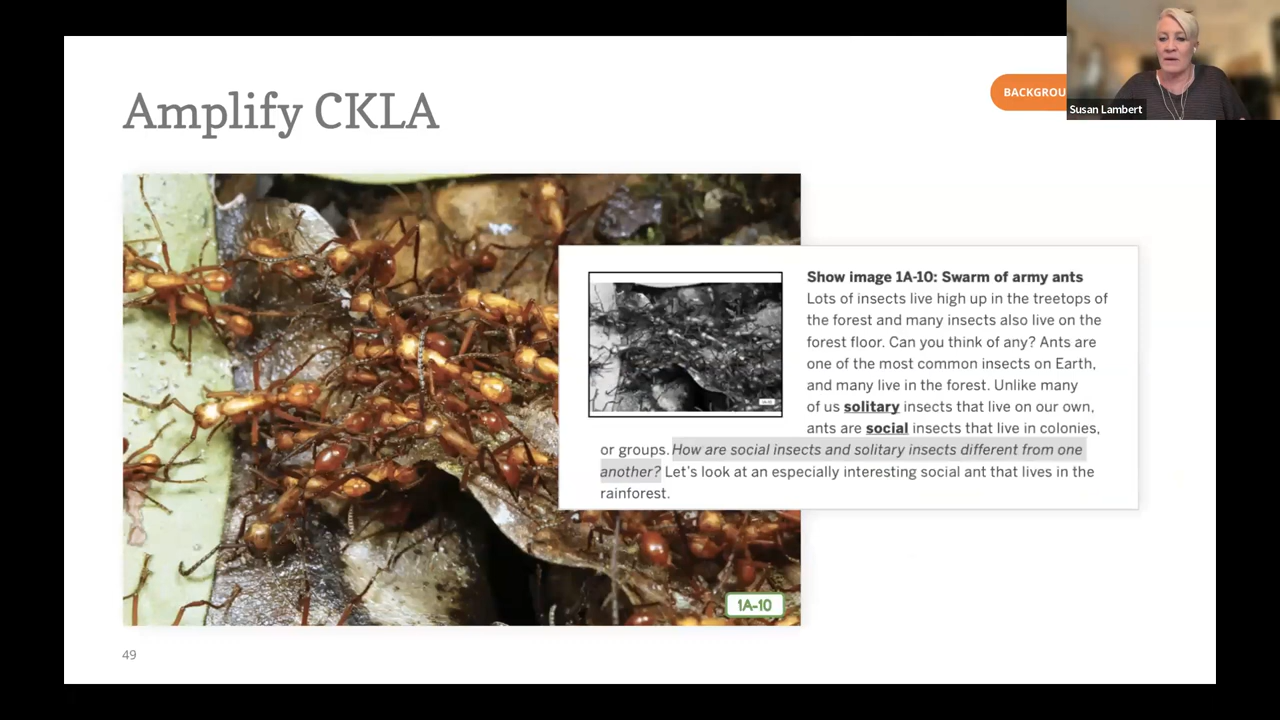 Amplify CKLA
BACKGROU
Susan Lambert
Show image 1A-10: Swarm of army ants
Lots of insects live high up in the treetops of
the forest and many insects also live on the
forest floor. Can you think of any? Ants are
one of the most common insects on Earth,
and many live in the forest. Unlike many
of us solitary insects that live on our own,
ants are social insects that live in colonies,
or groups. How are social insects and solitary insects different from one
another? Let's look at an especially interesting social ant that lives in the
rainforest.
1A-10
49